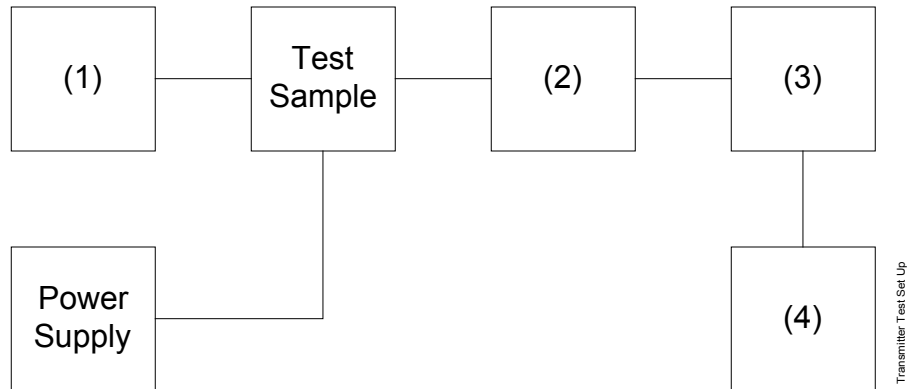 (1)
Test
Sample
(2)
(3)
Power
Supply
(4)
Transmitter Test Set Up